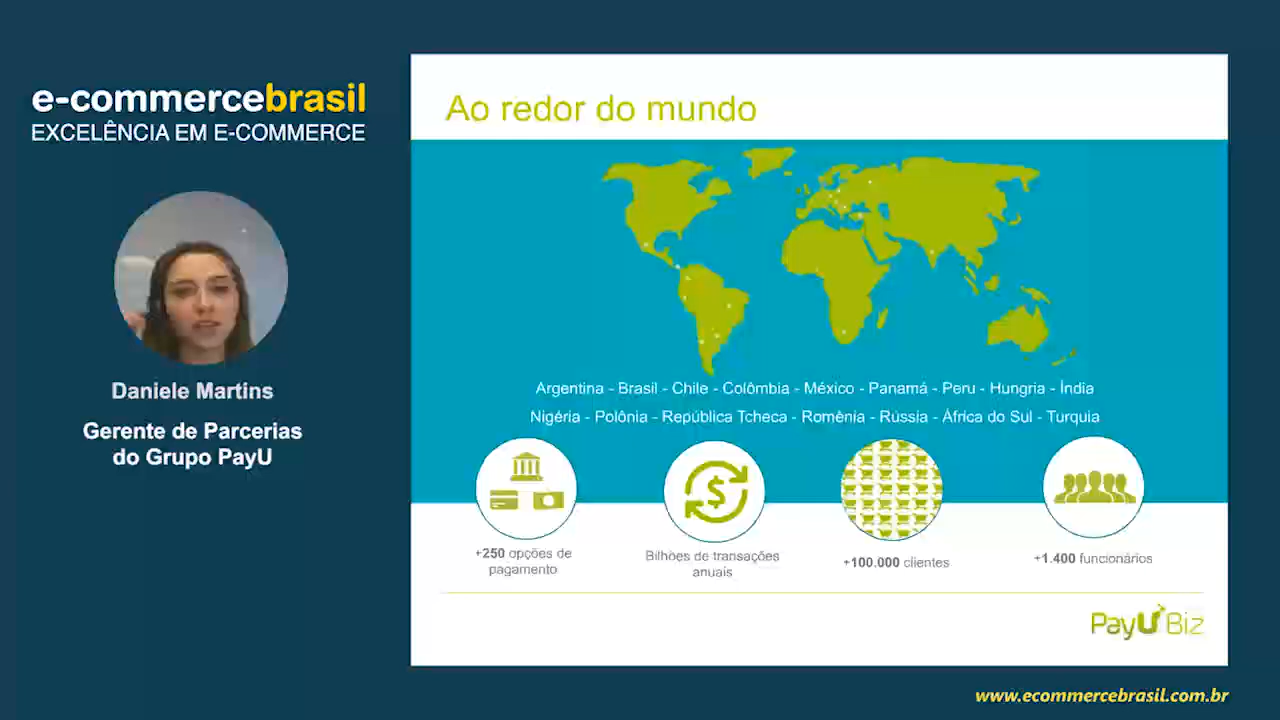 e-commercebrasil
EXCELÊNCIA EM E-COMMERCE
Daniele Martins
Gerente de Parcerias
do Grupo PayU
Ao redor do mundo
Argentina - Brasil - Chile - Colômbia - México - Panamá - Peru - Hungria - Índia
Nigéria - Polônia - República Tcheca - Romênia - Rússia - África do Sul - Turquia
+250 opções de
pagamento
Bilhões de transações
anuais
+100.000 clientes
+1.400 funcionários
PayU Biz
www.ecommercebrasil.com.br